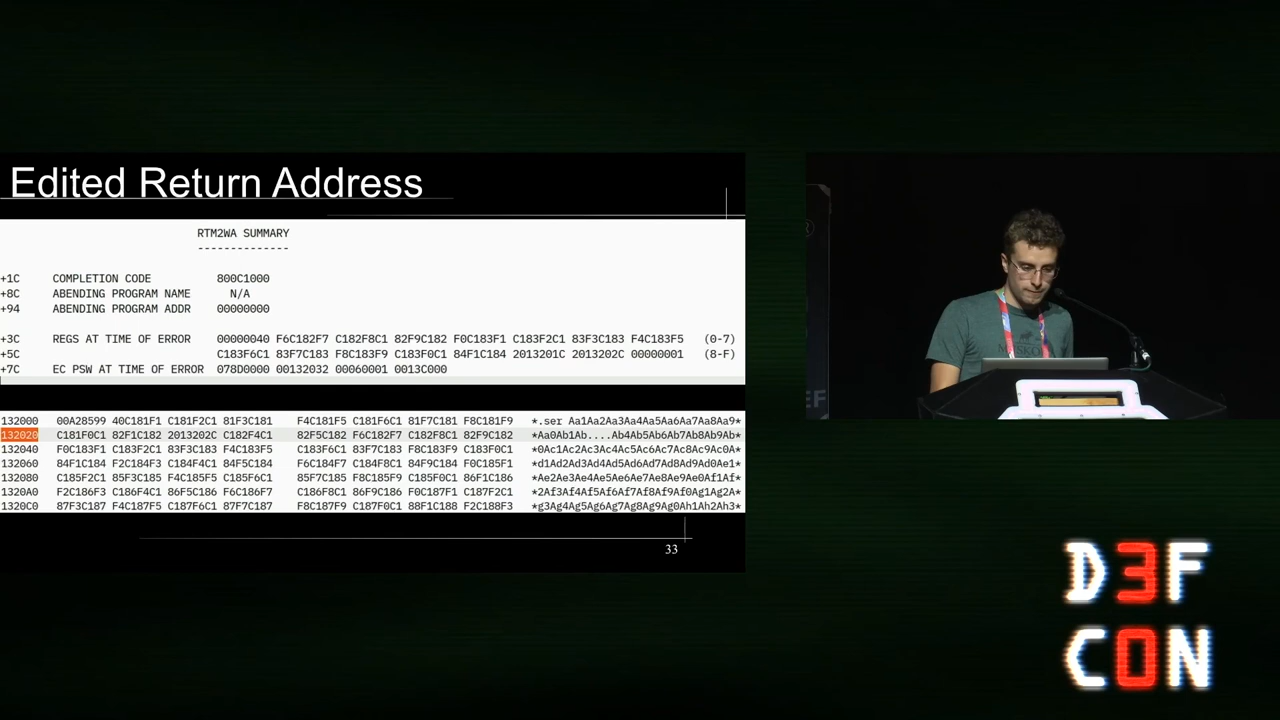 Edited Return Address
RTM2WA SUMMARY
--------------
+1C COMPLETION CODE 800C1000
+8C ABENDING PROGRAM NAME N/A
+94 ABENDING PROGRAM ADDR 00000000
+3C REGS AT TIME OF ERROR 00000040 F6C182F7 C182F8C1 82F9C182 F0C183F1 C183F2C1 83F3C183 F4C183F5 (0-7)
+5C C183F6C1 83F7C183 F8C183F9 C183F0C1 84F1C184 2013201C 2013202C 00000001 (8-F)
+7C EC PSW AT TIME OF ERROR 078D0000 00132032 00060001 0013C000
132000 00A28599 40C181F1 C181F2C1 81F3C181 F4C181F5 C181F6C1 81F7C181 F8C181F9 *.ser Aa1Aa2Aa3Aa4Aa5Aa6Aa7Aa8Aa9*
132020 C181F0C1 82F1C182 2013202C C182F4C1 82F5C182 F6C182F7 C182F8C1 82F9C182 *Aa0Ab1Ab....Ab4Ab5Ab6Ab7Ab8Ab9Ab*
132040 F0C183F1 C183F2C1 83F3C183 F4C183F5 C183F6C1 83F7C183 F8C183F9 C183F0C1 *0Ac1Ac2Ac3Ac4Ac5Ac6Ac7Ac8Ac9Ac0A*
132060 84F1C184 F2C184F3 C184F4C1 84F5C184 F6C184F7 C184F8C1 84F9C184 F0C185F1 *d1Ad2Ad3Ad4Ad5Ad6Ad7Ad8Ad9Ad0Ae1*
132080 C185F2C1 85F3C185 F4C185F5 C185F6C1 85F7C185 F8C185F9 C185F0C1 86F1C186 *Ae2Ae3Ae4Ae5Ae6Ae7Ae8Ae9Ae0Af1Af*
1320A0 F2C186F3 C186F4C1 86F5C186 F6C186F7 C186F8C1 86F9C186 F0C187F1 C187F2C1 *2Af3Af4Af5Af6Af7Af8Af9Af0Ag1Ag2A*
1320C0 87F3C187 F4C187F5 C187F6C1 87F7C187 F8C187F9 C187F0C1 88F1C188 F2C188F3 *g3Ag4Ag5Ag6Ag7Ag8Ag9Ag0Ah1Ah2Ah3*
33
D3F
C0N